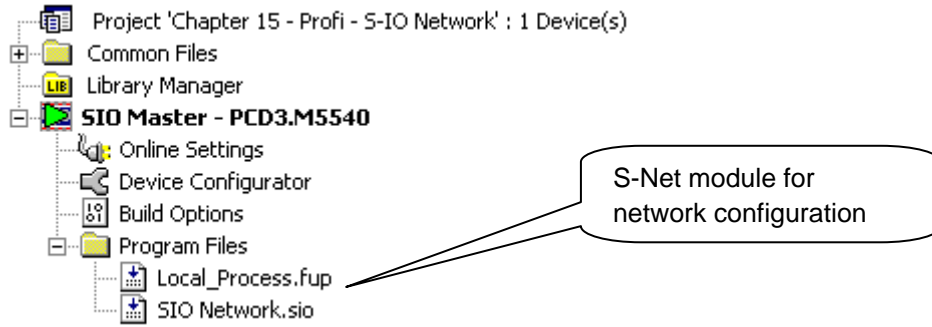 Project 'Chapter 15 - Profi - S-IO Network' : 1 Device(s)
Common Files
LIB Library Manager
SIO Master - PCD3.M5540
Online Settings
Device Configurator
Build Options
Program Files
Local_Process.fup
SIO Network.sio
S-Net module for
network configuration